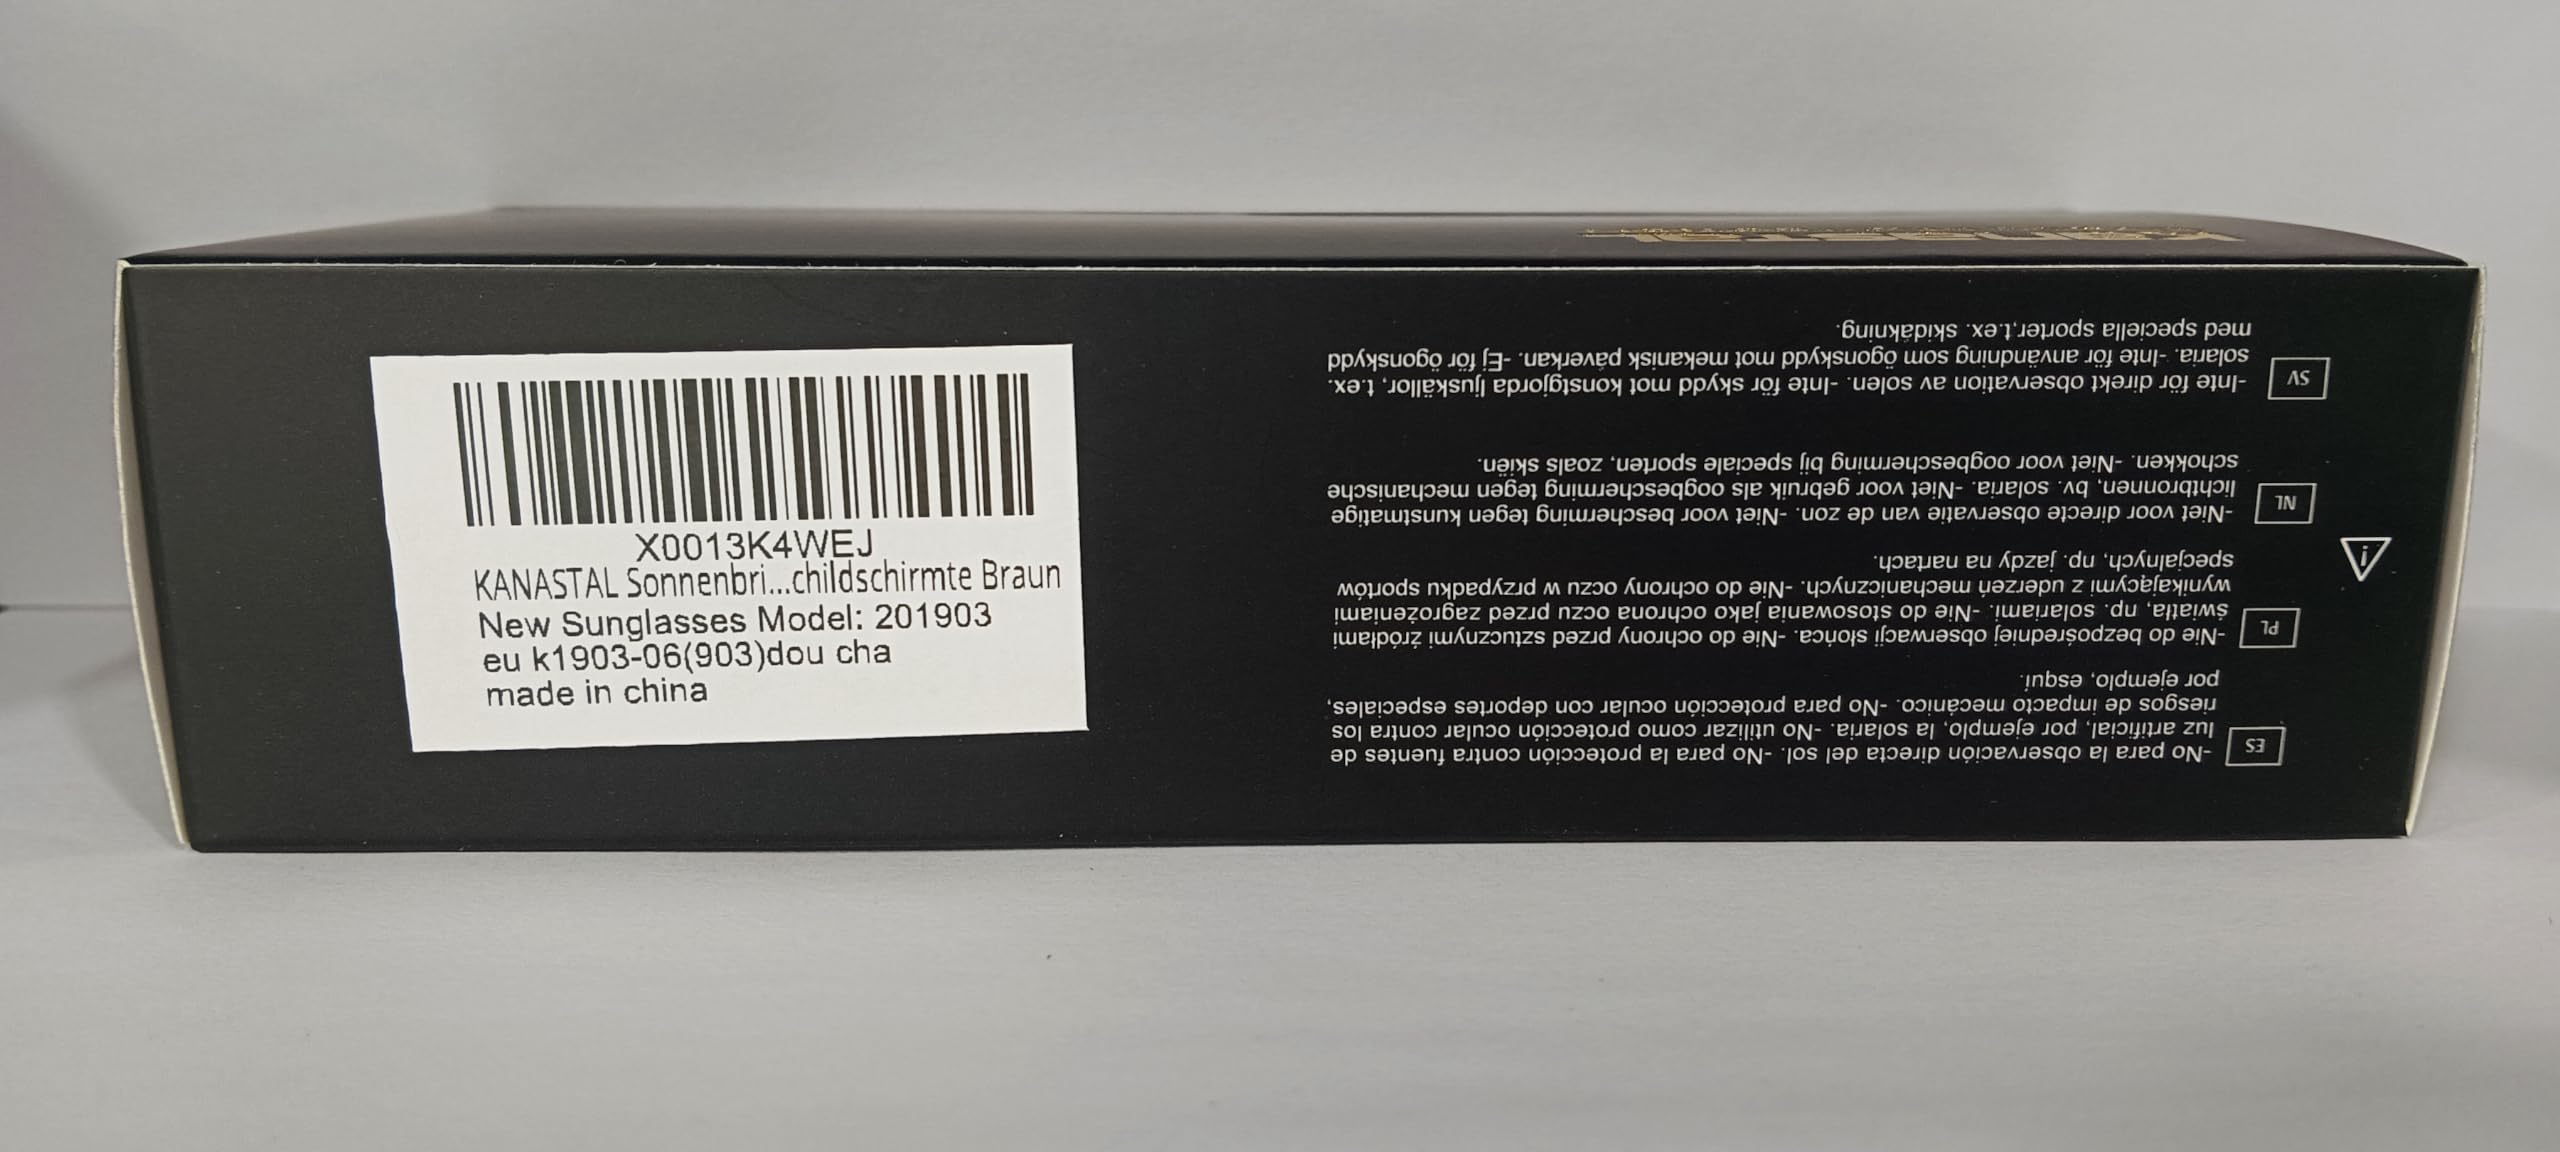 X0013K4WEJ
KANASTAL Sonnenbri...childschirmte Braun
New Sunglasses Model: 201903
eu k1903-06(903)dou cha
made in china
ES
-No para la observación directa del sol. -No para la protección contra fuentes de
luz artificial, por ejemplo, la solaria. -No utilizar como protección ocular contra los
riesgos de impacto mecánico. -No para protección ocular con deportes especiales,
por ejemplo, esquí.
PL
-Nie do bezpośredniej obserwacji słońca. -Nie do ochrony przed sztucznymi źródłami
światła, np. solariami. -Nie do stosowania jako ochrona oczu przed zagrożeniami
wynikającymi z uderzeń mechanicznych. -Nie do ochrony oczu w przypadku sportów
specjalnych, np. jazdy na nartach.
NL
-Niet voor directe observatie van de zon. -Niet voor bescherming tegen kunstmatige
lichtbronnen, bv. solaria. -Niet voor gebruik als oogbescherming tegen mechanische
schokken. -Niet voor oogbescherming bij speciale sporten, zoals skiën.
SV
-Inte för direkt observation av solen. -Inte för skydd mot konstgjorda ljuskällor, t.ex.
solaria. -Inte för användning som ögonskydd mot mekanisk påverkan. -Ej för ögonskydd
med speciella sporter,t.ex. skidåkning.